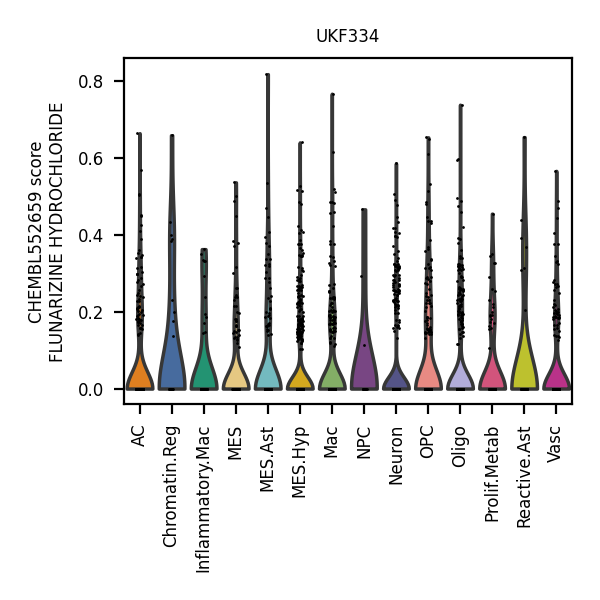 UKF334
CHEMBL552659 score
FLUNARIZINE HYDROCHLORIDE
0.8
0.6
0.4
0.2
0.0
AC
Chromatin.Reg
Inflammatory.Mac
MES
MES.Ast
MES.Hyp
Mac
NPC
Neuron
OPC
Oligo
Prolif.Metab
Reactive.Ast
Vasc